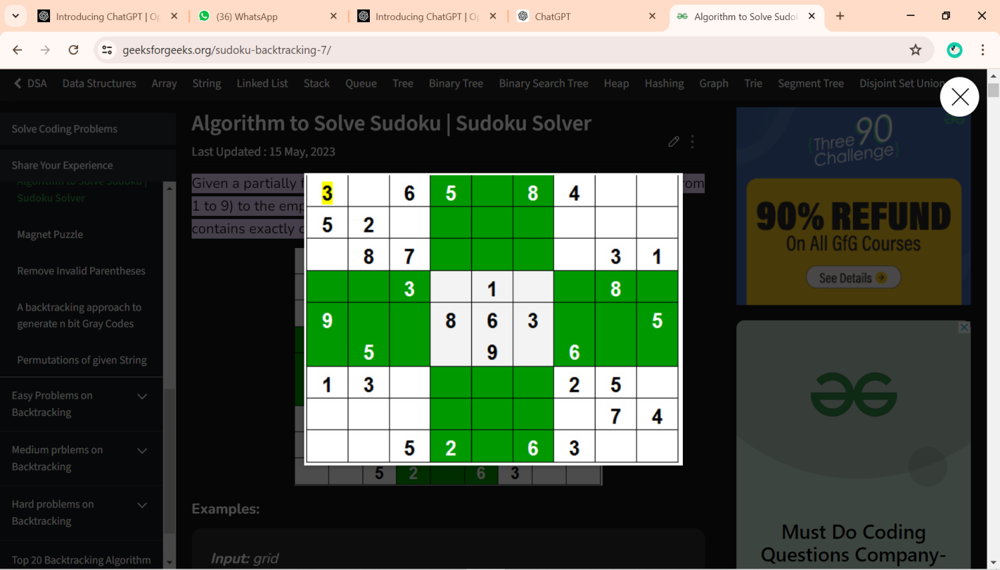 Introducing ChatGPT | Op
(36) WhatsApp
Introducing ChatGPT | Op
ChatGPT
Algorithm to Solve Sudok
geeksforgeeks.org/sudoku-backtracking-7/
DSA Data Structures Array String Linked List Stack Queue Tree Binary Tree Binary Search Tree Heap Hashing Graph Trie Segment Tree Disjoint Set Union
Solve Coding Problems
Share Your Experience
Algorithm to Solve Sudoku |
Sudoku Solver
Magnet Puzzle
Remove Invalid Parentheses
A backtracking approach to
generate n bit Gray Codes
Permutations of given String
Easy Problems on
Backtracking
Medium prblems on
Backtracking
Hard problems on
Backtracking
Top 20 Backtracking Algorithm
Algorithm to Solve Sudoku | Sudoku Solver
Last Updated : 15 May, 2023
Given a partially f
om
1 to 9) to the emp
contains exactly
3 6 5 8 4
5 2
8 7 3 1
3 1 8
9 8 6 3 5
5 9 6
1 3 2 5
7 4
5 2 6 3
5 2 6 3
Examples:
Input: grid
Three 90
Challenge
90% REFUND
On All GfG Courses
See Details
Must Do Coding
Questions Company-